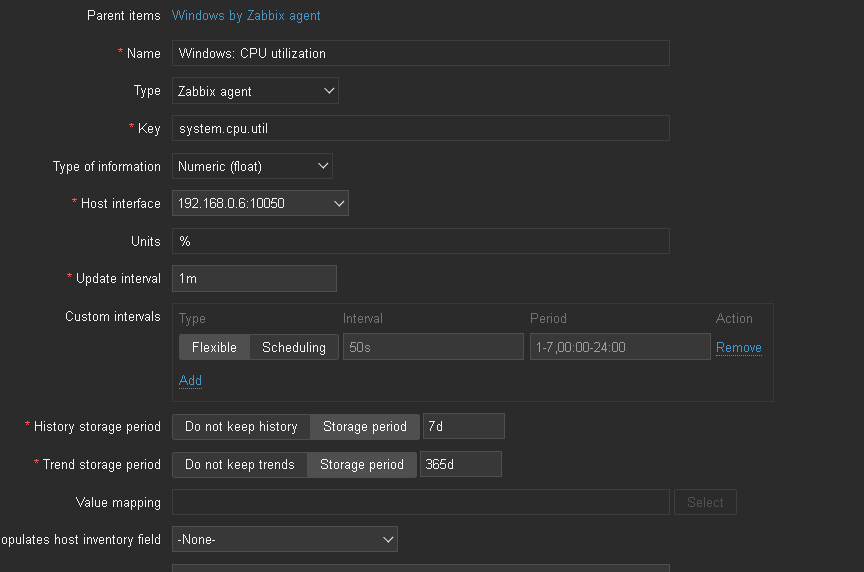 Parent items Windows by Zabbix agent
* Name Windows: CPU utilization
Type Zabbix agent
* Key system.cpu.util
Type of information Numeric (float)
* Host interface 192.168.0.6:10050
Units %
* Update interval 1m
Custom intervals Type Interval Period Action
Flexible Scheduling 50s 1-7,00:00-24:00 Remove
Add
* History storage period Do not keep history Storage period 7d
* Trend storage period Do not keep trends Storage period 365d
Value mapping Select
opulates host inventory field -None-